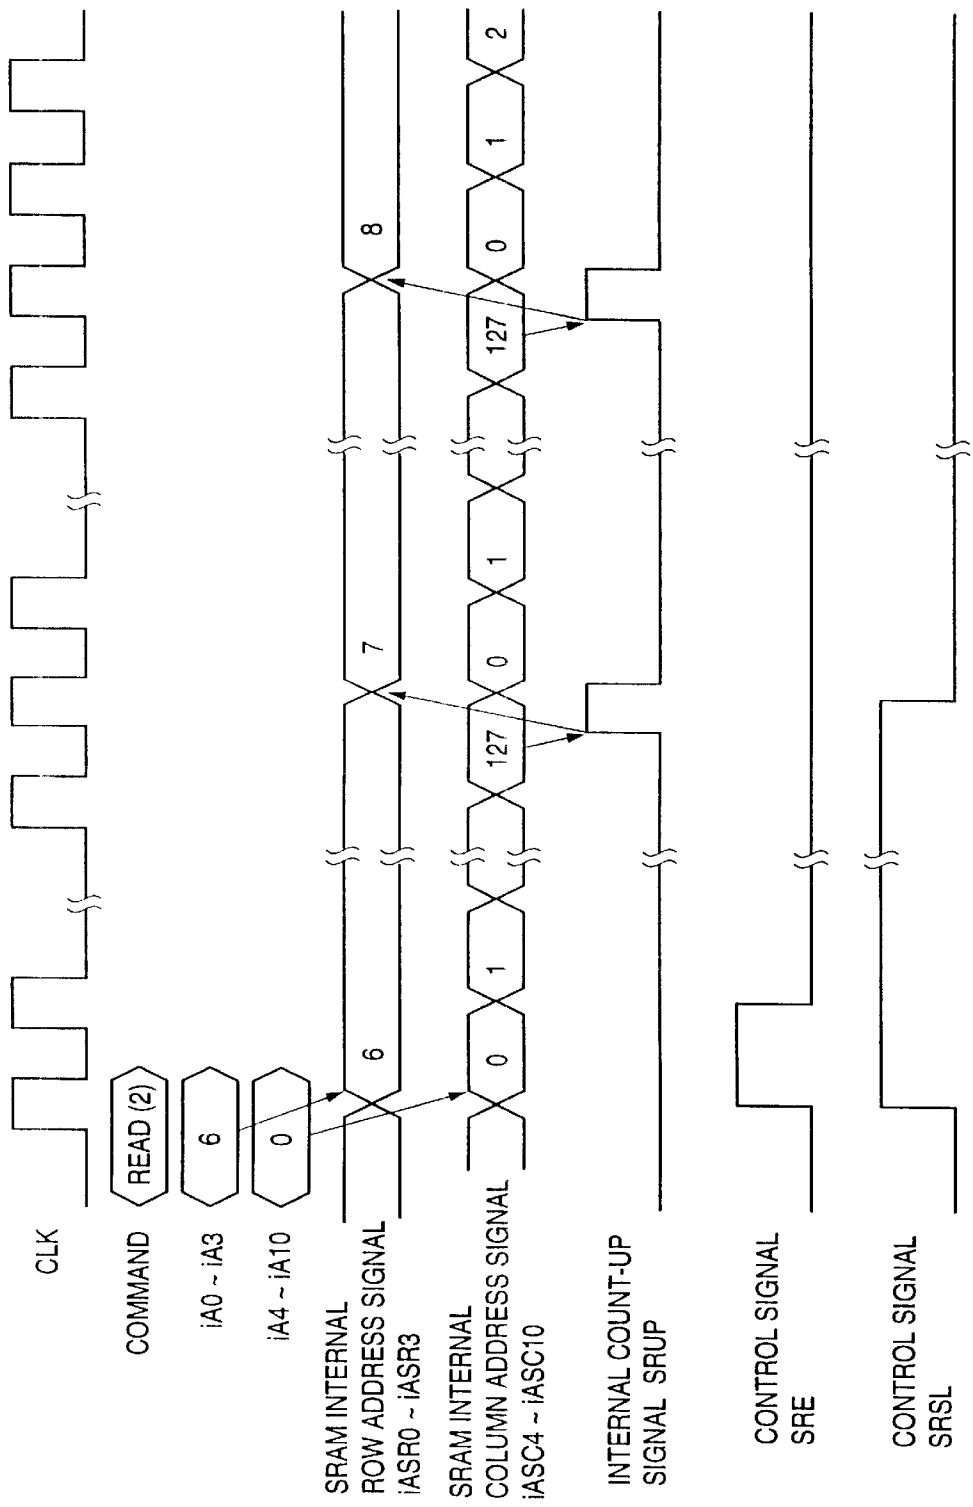 CLK
COMMAND
READ (2)
iA0 ~ iA3
6
iA4 ~ iA10
0
SRAM INTERNAL
ROW ADDRESS SIGNAL
iASR0 ~ iASR3
6
7
8
SRAM INTERNAL
COLUMN ADDRESS SIGNAL
iASC4 ~ iASC10
0
1
127
0
1
127
0
1
2
INTERNAL COUNT-UP
SIGNAL SRUP
CONTROL SIGNAL
SRE
CONTROL SIGNAL
SRSL